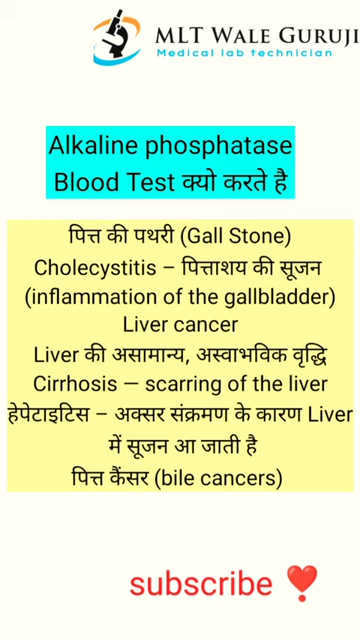 MLT WALE GURUJI
Medical lab technician
Alkaline phosphatase
Blood Test क्यो करते है
पित्त की पथरी (Gall Stone)
Cholecystitis – पित्ताशय की सूजन
(inflammation of the gallbladder)
Liver cancer
Liver की असामान्य, अस्वाभविक वृद्धि
Cirrhosis — scarring of the liver
हेपेटाइटिस – अक्सर संक्रमण के कारण Liver
में सूजन आ जाती है
पित्त कैंसर (bile cancers)
subscribe ❣️